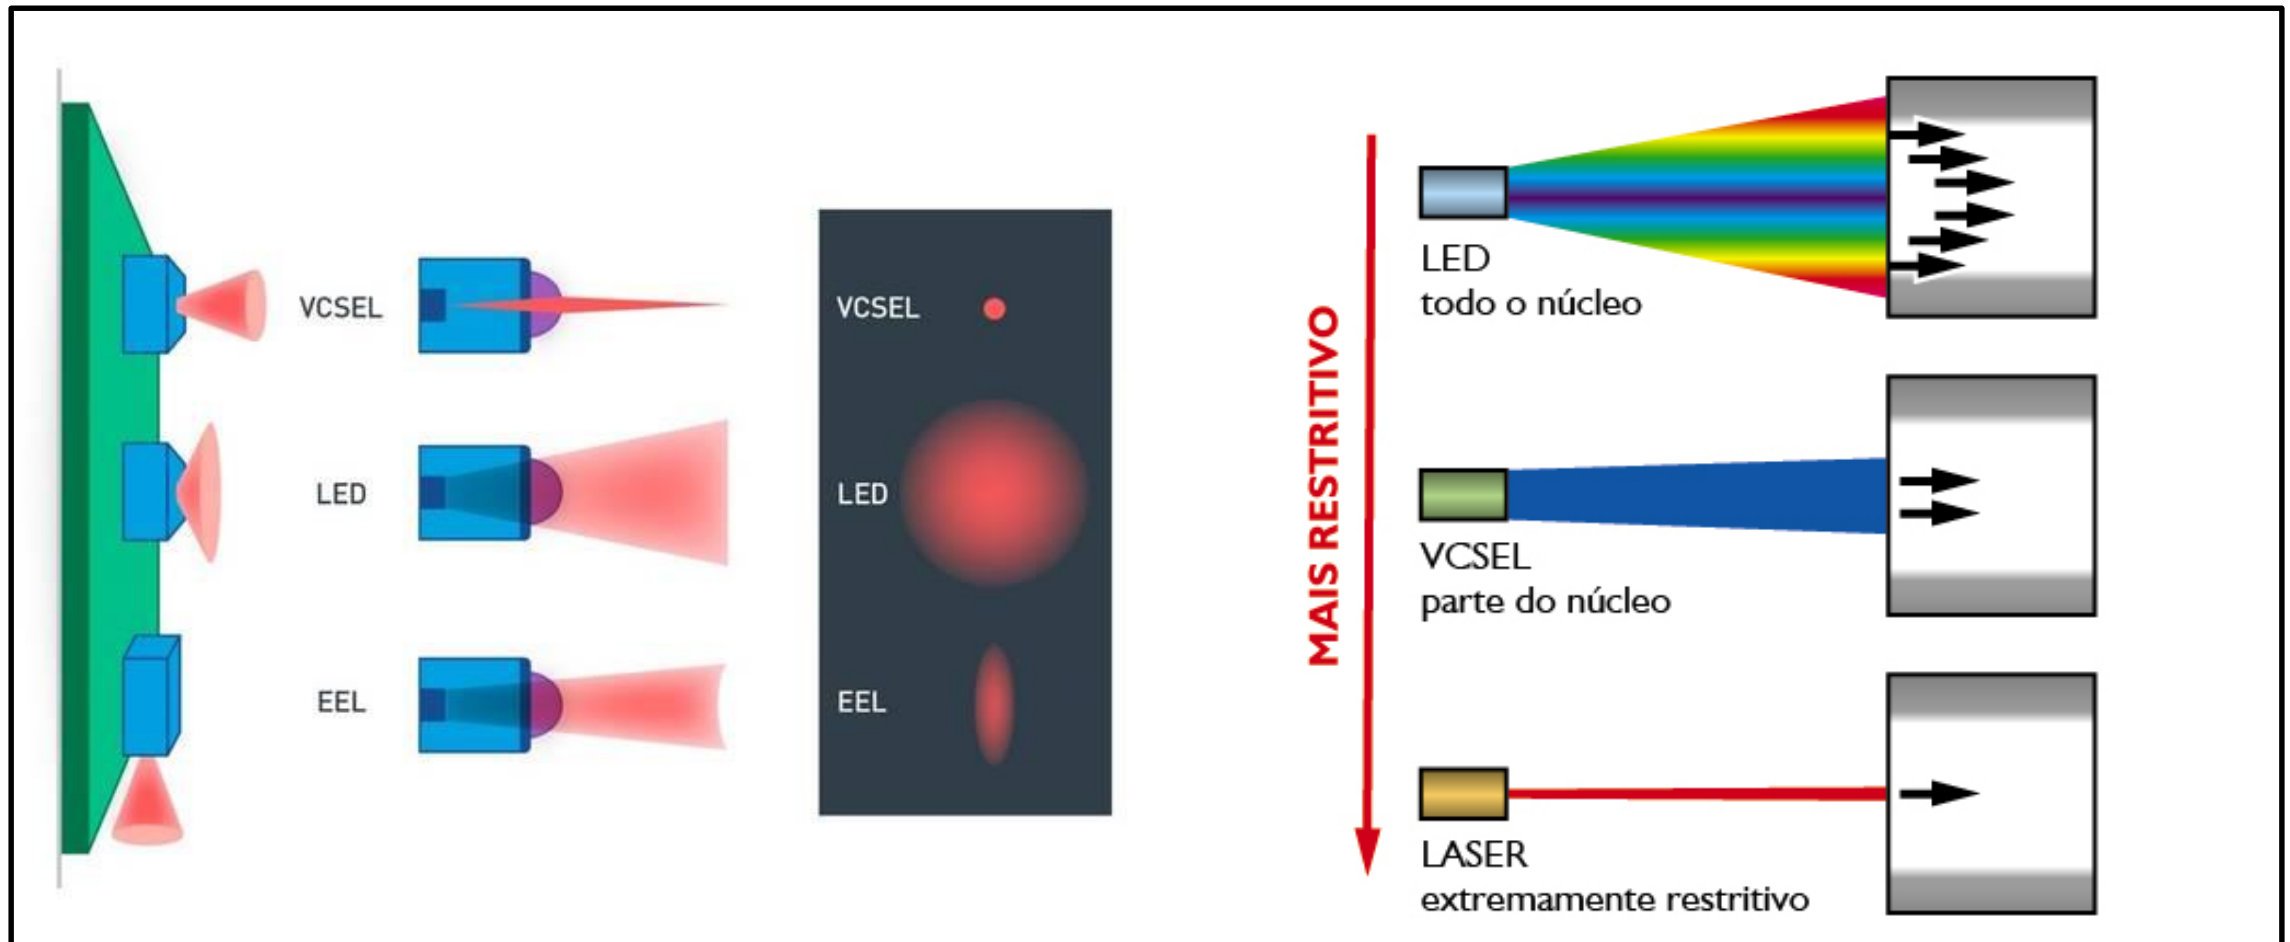 VCSEL
LED
EEL
VCSEL
LED
EEL
MAIS RESTRITIVO
LED
todo o núcleo
VCSEL
parte do núcleo
LASER
extremamente restritivo